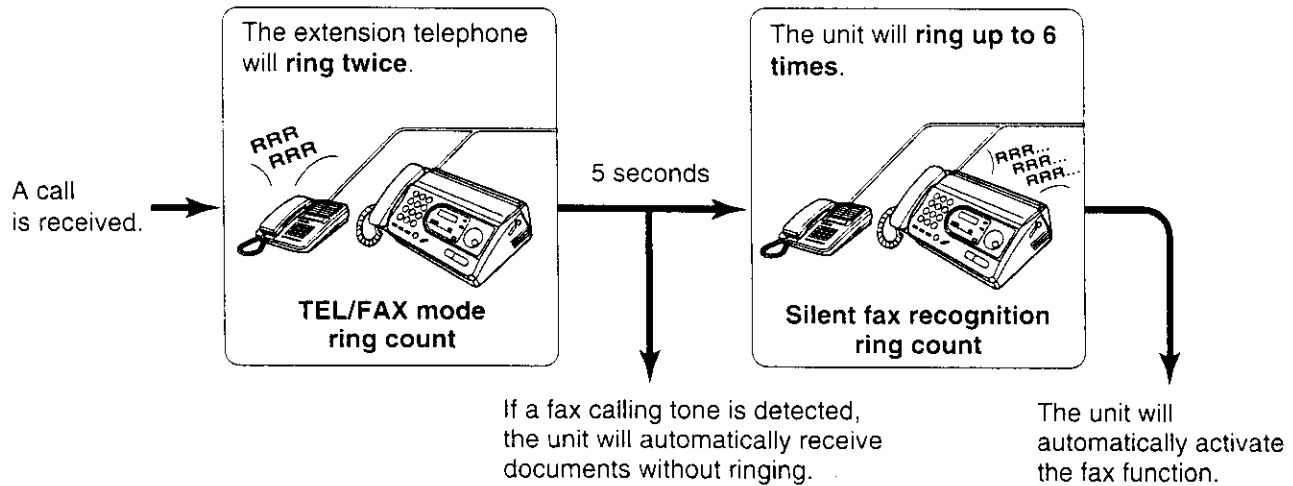 A call
is received.
The extension telephone
will ring twice.
RRR
RRR
TEL/FAX mode
ring count
5 seconds
If a fax calling tone is detected,
the unit will automatically receive
documents without ringing.
The unit will ring up to 6
times.
RRR...
RRR...
RRR...
Silent fax recognition
ring count
The unit will
automatically activate
the fax function.